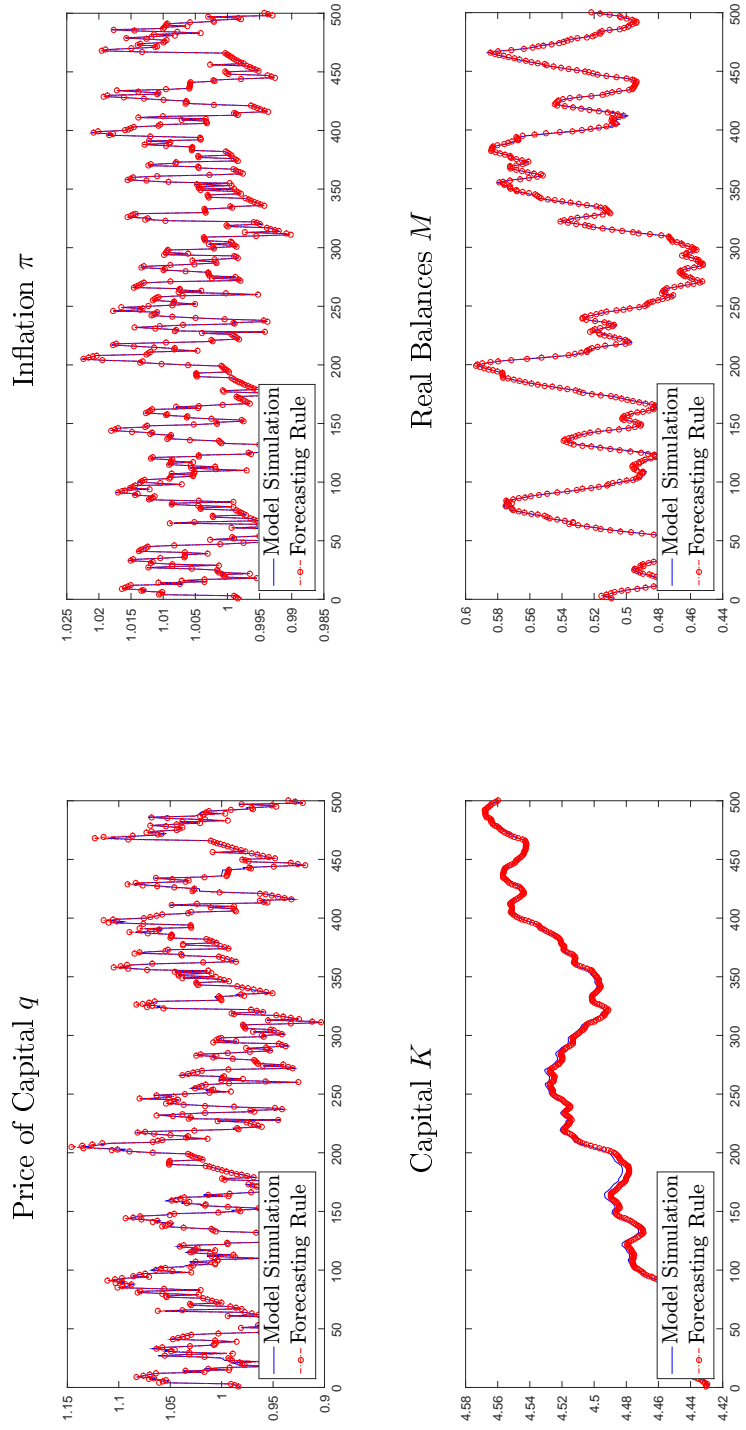 Price of Capital q
1.15
1.1
1.05
1
0.95
0.9
0 50 100 150 200 250 300 350 400 450 500
Model Simulation
Forecasting Rule
Inflation π
1.025
1.02
1.015
1.01
1.005
1
0.995
0.99
0.985
0 50 100 150 200 250 300 350 400 450 500
Model Simulation
Forecasting Rule
Capital K
4.58
4.56
4.54
4.52
4.5
4.48
4.46
4.44
4.42
0 50 100 150 200 250 300 350 400 450 500
Model Simulation
Forecasting Rule
Real Balances M
0.6
0.58
0.56
0.54
0.52
0.5
0.48
0.46
0.44
0 50 100 150 200 250 300 350 400 450 500
Model Simulation
Forecasting Rule